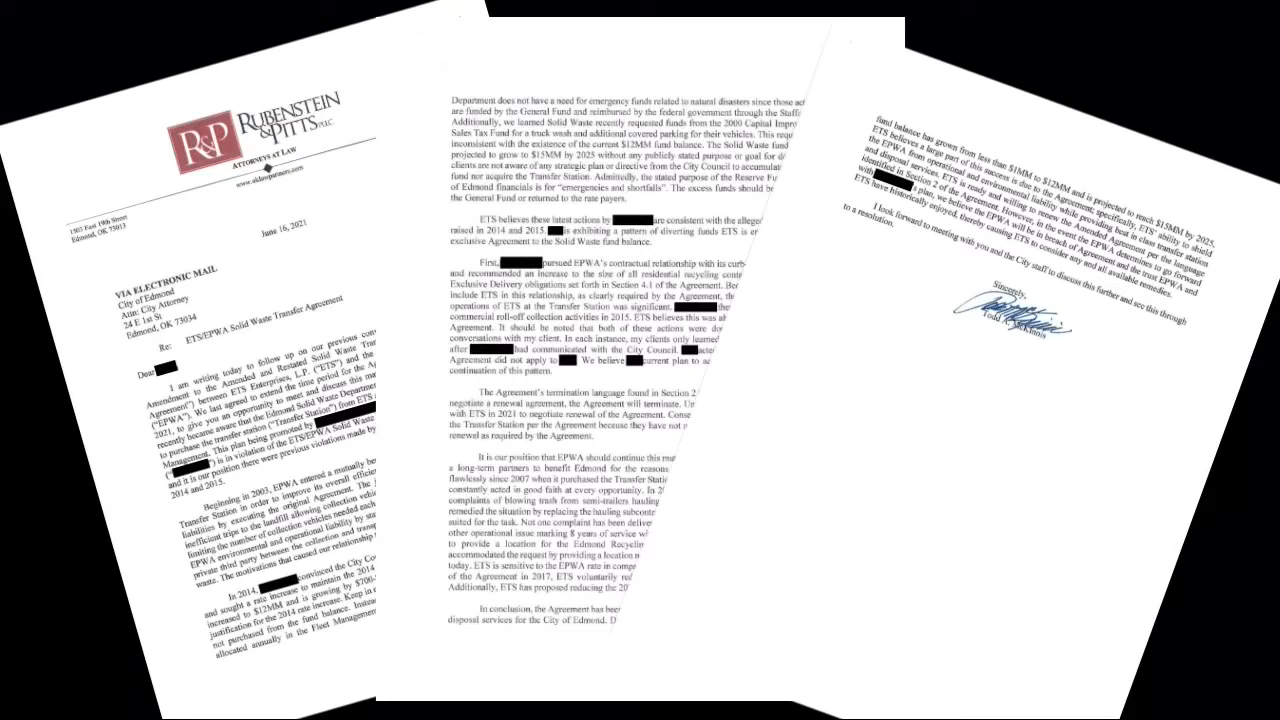 R&P
RUBENSTEIN
&PITTS PLLC
ATTORNEYS AT LAW
www.oklawpartners.com
1503 East 19th Street
Edmond, OK 73013
June 16, 2021
VIA ELECTRONIC MAIL
City of Edmond
Attn: City Attorney
24 E 1st St
Edmond, OK 73034
Re: ETS/EPWA Solid Waste Transfer Agreement
Dear
I am writing today to follow up on our previous
Amendment to the Amended and Restated Solid Waste
Agreement") between ETS Enterprises, L.P. ("ETS") and the
("EPWA"). We last agreed to extend the time period for the
2021, to give you an opportunity to meet and discuss this
recently became aware that the Edmond Solid Waste
to purchase the transfer station ("Transfer Station") from ETS
Management. This plan being promoted by
(" ") is in violation of the ETS/EPWA Solid Waste
and it is our position there were previous violations made by
2014 and 2015.
Beginning in 2003, EPWA entered a mutually
Transfer Station in order to improve its overall
liabilities by executing the original Agreement. The
inefficient trips to the landfill allowing collection
limiting the number of collection vehicles needed each
EPWA environmental and operational liability by
private third party between the collection and
waste. The motivations that caused our relationship
In 2014, convinced the City
and sought a rate increase to maintain the 2014
increased to $12MM and is growing by
justification for the 2014 rate increase. Keep in
not purchased from the fund balance. Instead
allocated annually in the Fleet
Department does not have a need for emergency funds related to natural disasters since those
are funded by the General Fund and reimbursed by the federal government through the
Additionally, we learned Solid Waste recently requested funds from the 2000 Capital
Sales Tax Fund for a truck wash and additional covered parking for their vehicles. This
inconsistent with the existence of the current $12MM fund balance. The Solid Waste fund
projected to grow to $15MM by 2025 without any publicly stated purpose or goal for
clients are not aware of any strategic plan or directive from the City Council to
fund nor acquire the Transfer Station. Admittedly, the stated purpose of the Reserve
of Edmond financials is for "emergencies and shortfalls". The excess funds should be
the General Fund or returned to the rate payers.
ETS believes these latest actions by are consistent with the
raised in 2014 and 2015. is exhibiting a pattern of diverting funds ETS is
exclusive Agreement to the Solid Waste fund balance.
First, pursued EPWA's contractual relationship with its
and recommended an increase to the size of all residential recycling
Exclusive Delivery obligations set forth in Section 4.1 of the Agreement.
include ETS in this relationship, as clearly required by the Agreement,
operations of ETS at the Transfer Station was significant.
commercial roll-off collection activities in 2015. ETS believes this was
Agreement. It should be noted that both of these actions were
conversations with my client. In each instance, my clients only learned
after had communicated with the City Council.
Agreement did not apply to . We believe current plan to
continuation of this pattern.
The Agreement's termination language found in Section 2
negotiate a renewal agreement, the Agreement will terminate.
with ETS in 2021 to negotiate renewal of the Agreement.
the Transfer Station per the Agreement because they have not
renewal as required by the Agreement.
It is our position that EPWA should continue this
a long-term partners to benefit Edmond for the reasons
flawlessly since 2007 when it purchased the Transfer
constantly acted in good faith at every opportunity. In
complaints of blowing trash from semi-trailers hauling
remedied the situation by replacing the hauling
suited for the task. Not one complaint has been
other operational issue marking 8 years of service
to provide a location for the Edmond
accommodated the request by providing a location
today. ETS is sensitive to the EPWA rate in
of the Agreement in 2017, ETS voluntarily
Additionally, ETS has proposed reducing the
In conclusion, the Agreement has been
disposal services for the City of Edmond.
fund balance has grown from less than $1MM to $12MM and is projected to reach $15MM by 2025.
ETS believes a large part of this success is due to the Agreement; specifically, ETS' ability to shield
the EPWA from operational and environmental liability while providing best in class transfer station
and disposal services. ETS is ready and willing to renew the Amended Agreement per the language
identified in Section 2 of the Agreement. However, in the event the EPWA determines to go forward
with 's plan, we believe the EPWA will be in breach of Agreement and the trust EPWA and
ETS have historically enjoyed, thereby causing ETS to consider any and all available remedies.
I look forward to meeting with you and the City staff to discuss this further and see this through
to a resolution.
Sincerely,
Todd A. McKinnis